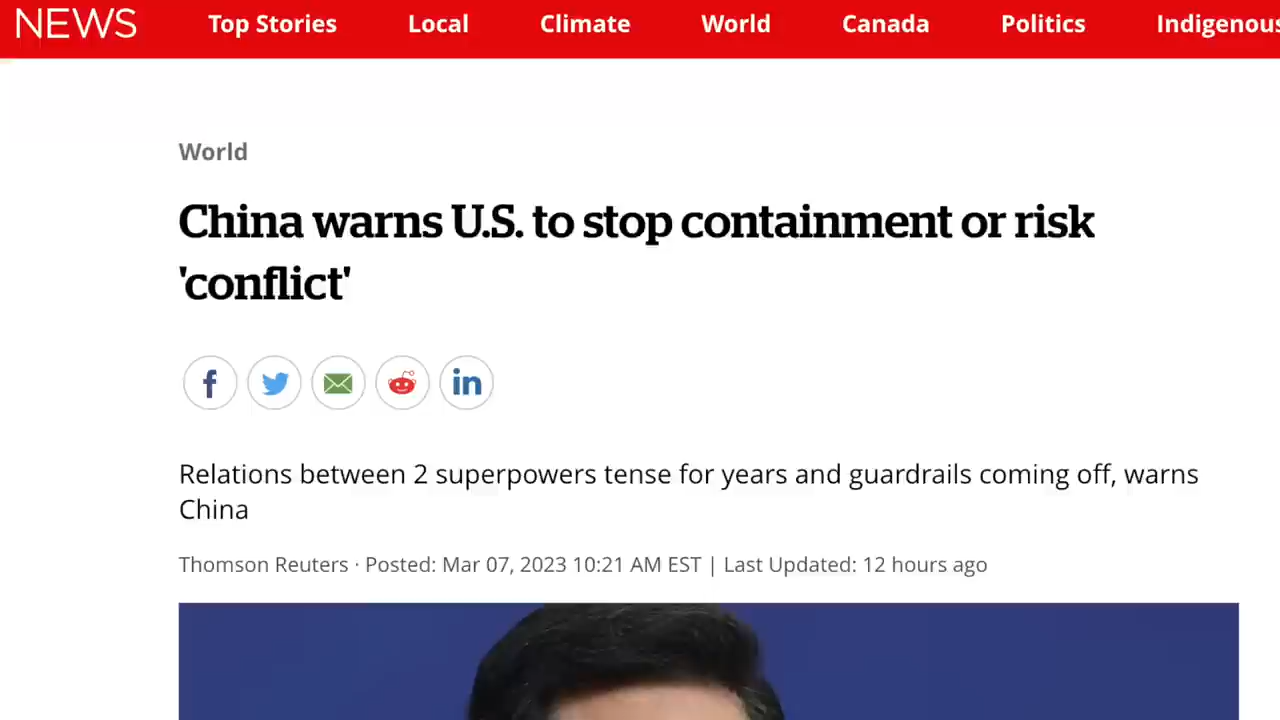 NEWS Top Stories Local Climate World Canada Politics Indigenous
World
China warns U.S. to stop containment or risk
'conflict'
Relations between 2 superpowers tense for years and guardrails coming off, warns
China
Thomson Reuters · Posted: Mar 07, 2023 10:21 AM EST | Last Updated: 12 hours ago